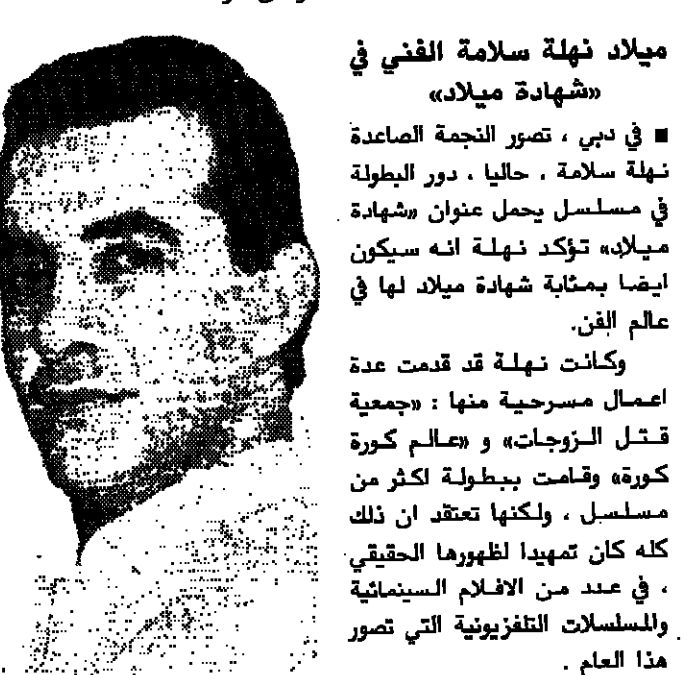 ميلاد نهلة سلامة الفني في
«شهادة ميلاد»
■ في دبي ، تصور النجمة الصاعدة
نهلة سلامة ، حاليا ، دور البطولة
في مسلسل يحمل عنوان «شهادة
ميلاد» تؤكد نهلة انه سيكون
ايضا بمثابة شهادة ميلاد لها في
عالم الفن.
وكانت نهلة قد قدمت عدة
اعمال مسرحية منها : «جمعية
قتل الزوجات» و «عالم كورة
كورة» وقامت ببطولة اكثر من
مسلسل ، ولكنها تعتقد ان ذلك
كله كان تمهيدا لظهورها الحقيقي
، في عدد من الافلام السينمائية
والمسلسلات التلفزيونية التي تصور
هذا العام .